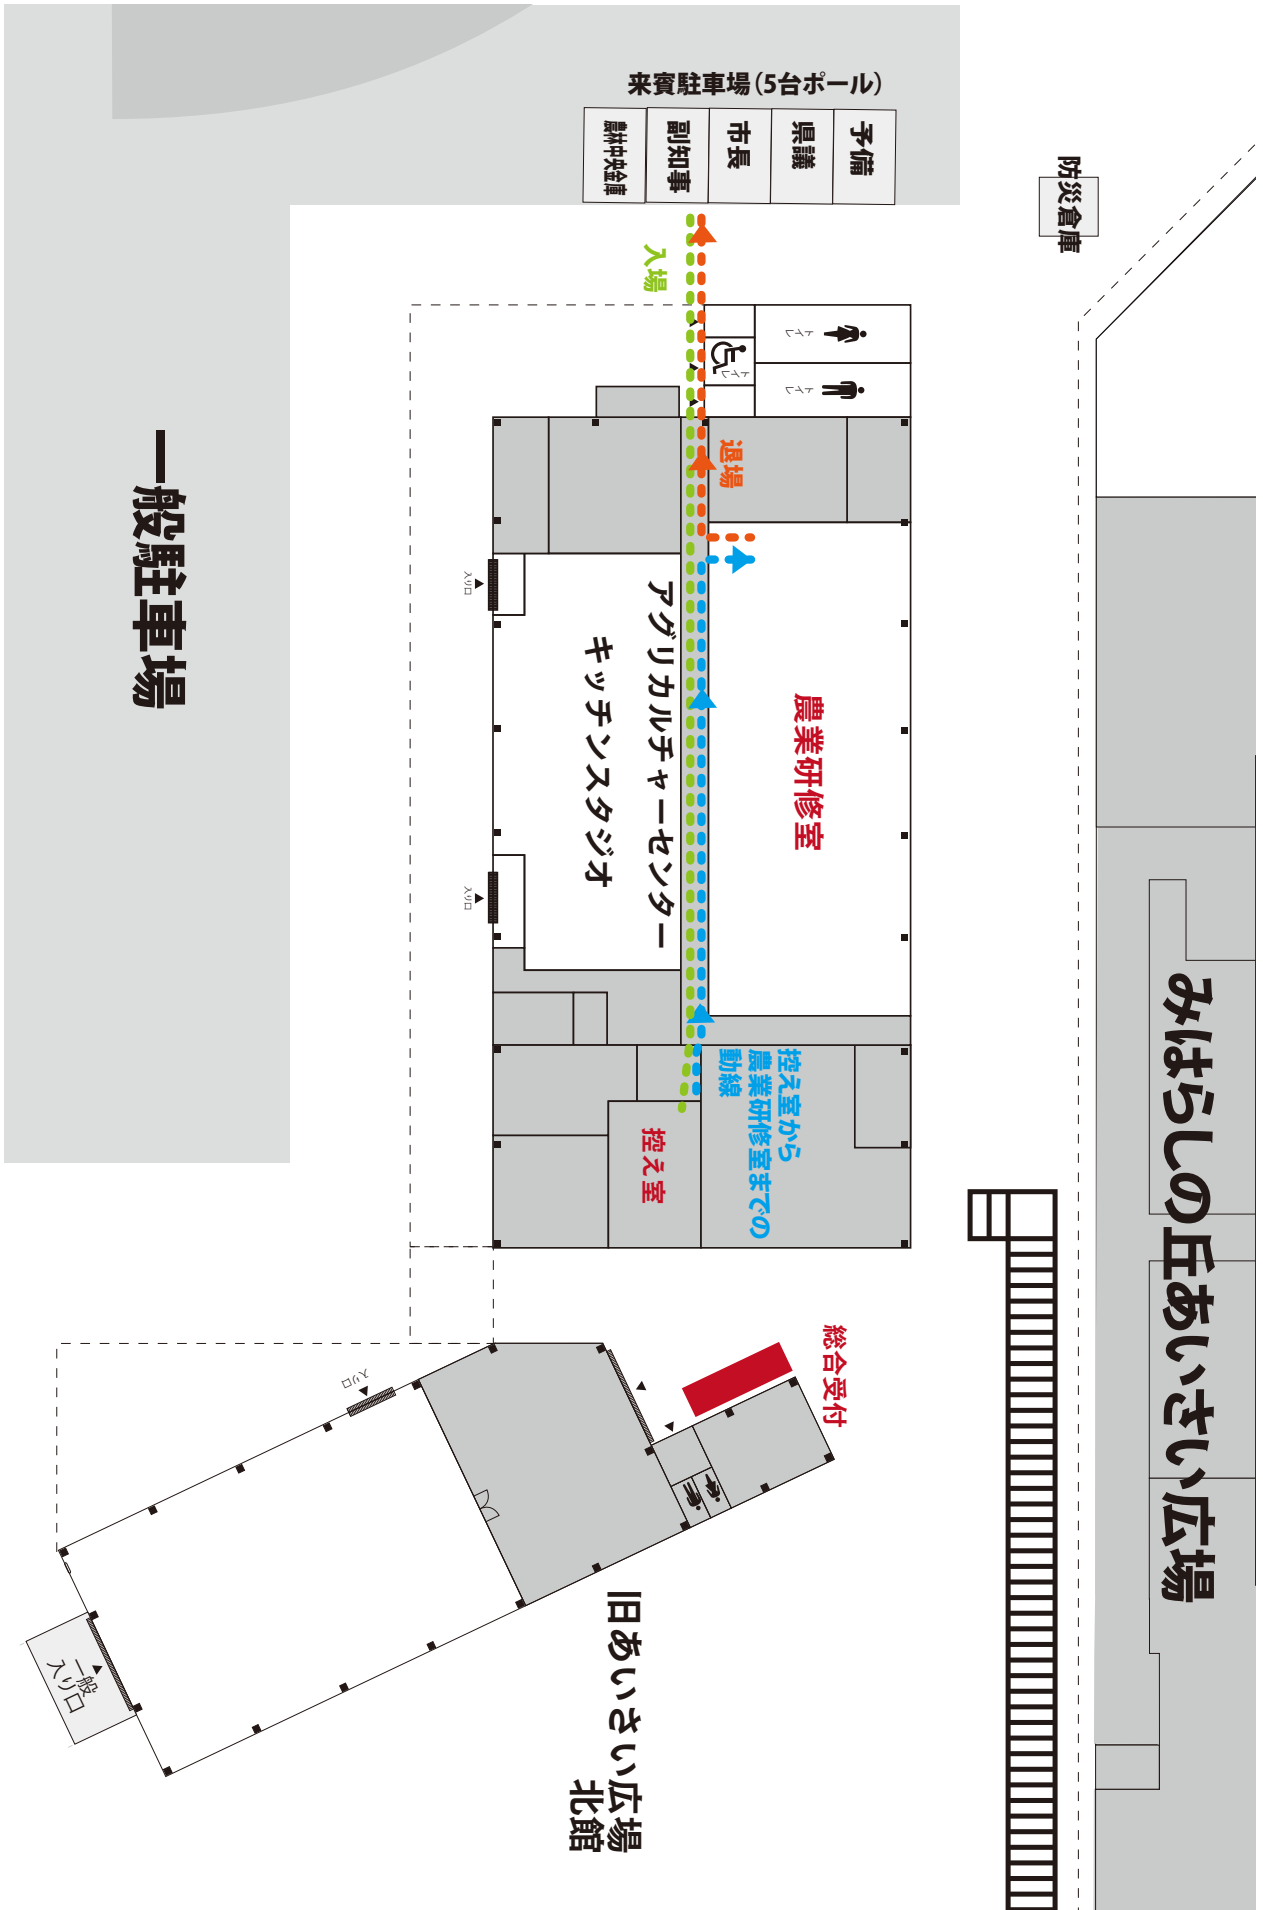 来賓駐車場(5台ポール)
農林中央金庫
副知事
市長
県議
予備
防災倉庫
入場
トイレ
トイレ
トイレ
退場
一般駐車場
入り口
アグリカルチャーセンター
キッチンスタジオ
農業研修室
入り口
控え室から
農業研修室までの
動線
控え室
みはらしの丘あいさい広場
総合受付
入り口
一般
入り口
旧あいさい広場
北館